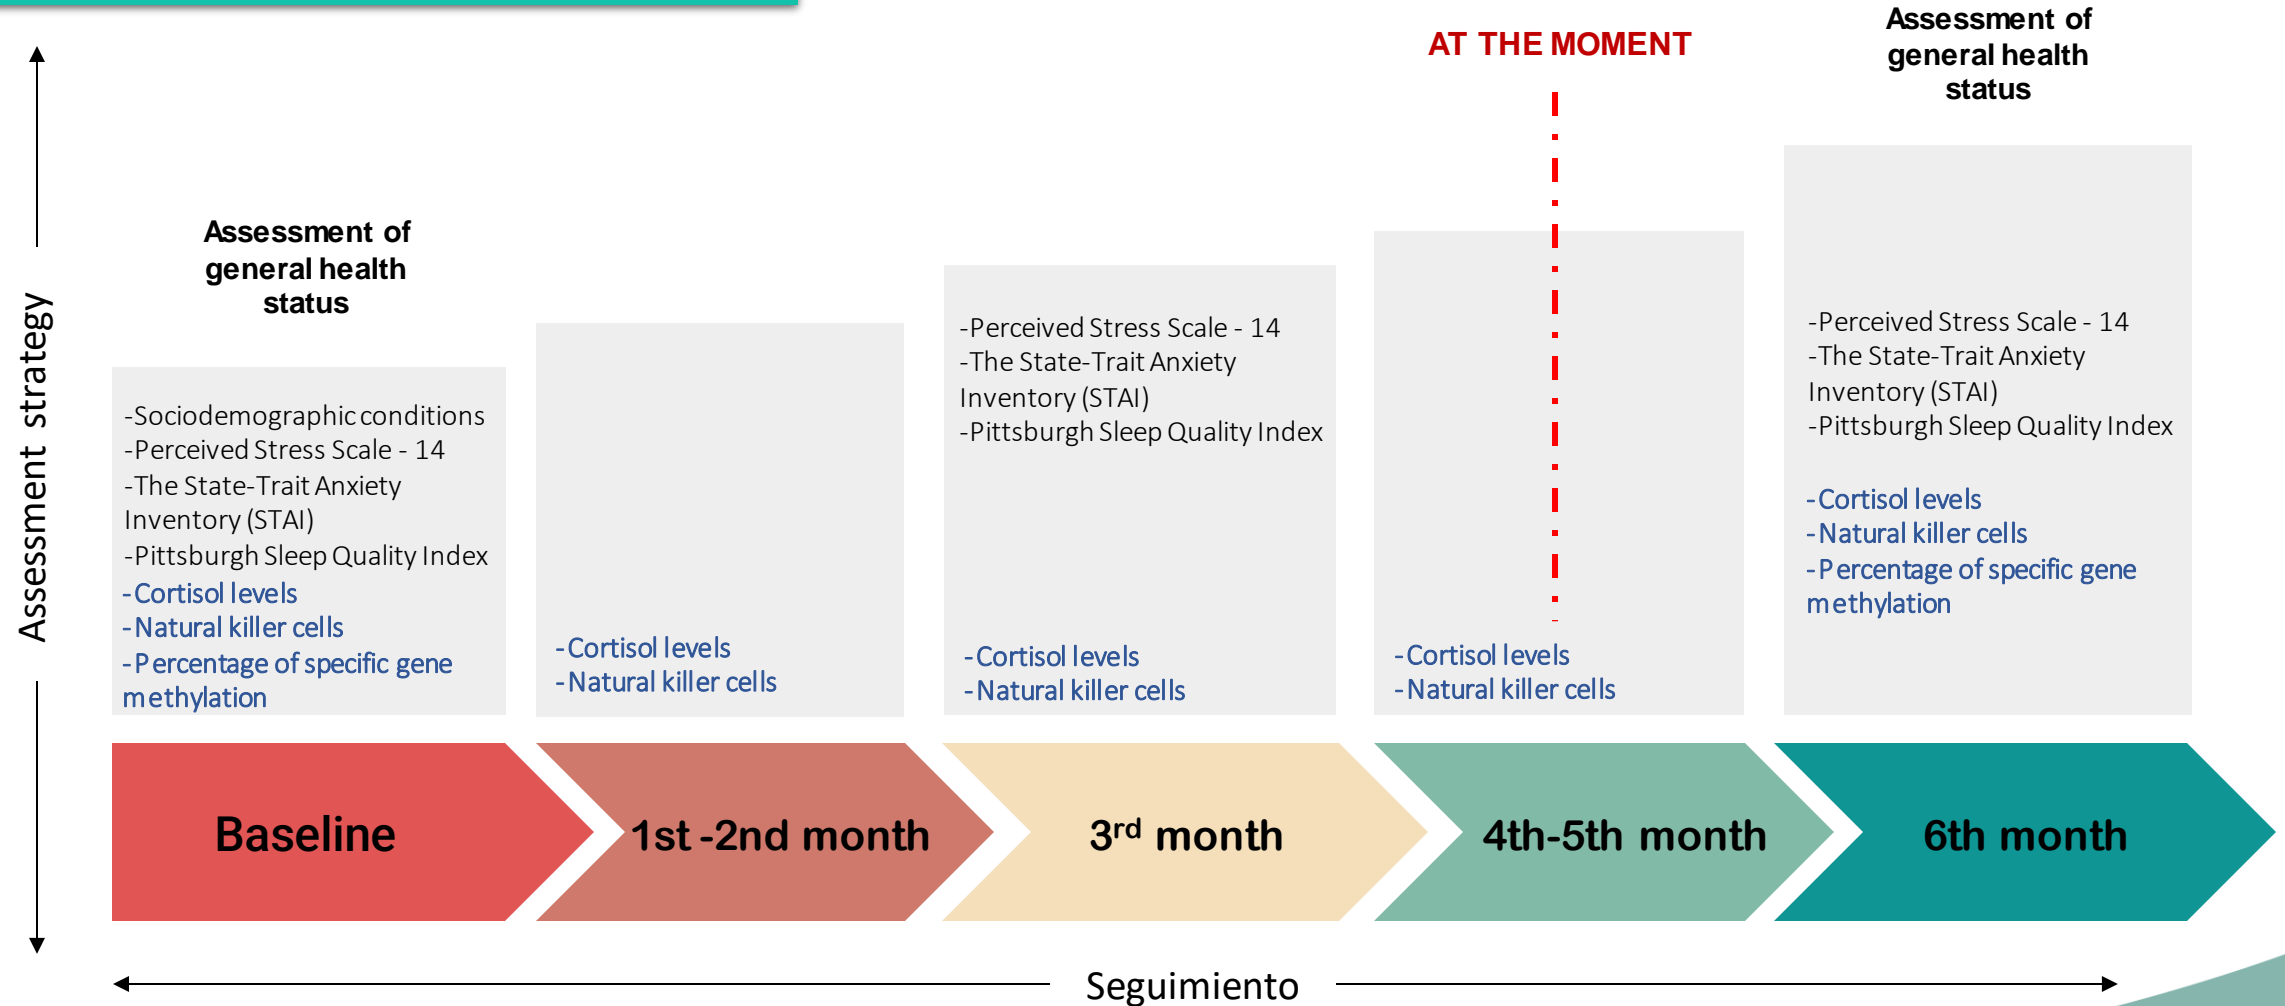 AT THE MOMENT
Assessment of
general health
status
Assessment of
general health
status
Assessment strategy
-Sociodemographic conditions
-Perceived Stress Scale - 14
-The State-Trait Anxiety
Inventory (STAI)
-Pittsburgh Sleep Quality Index
-Cortisol levels
-Natural killer cells
-Percentage of specific gene
methylation
-Cortisol levels
-Natural killer cells
-Perceived Stress Scale - 14
-The State-Trait Anxiety
Inventory (STAI)
-Pittsburgh Sleep Quality Index
-Cortisol levels
-Natural killer cells
-Cortisol levels
-Natural killer cells
-Perceived Stress Scale - 14
-The State-Trait Anxiety
Inventory (STAI)
-Pittsburgh Sleep Quality Index
-Cortisol levels
-Natural killer cells
-Percentage of specific gene
methylation
Baseline
1st -2nd month
3rd month
4th-5th month
6th month
Seguimiento